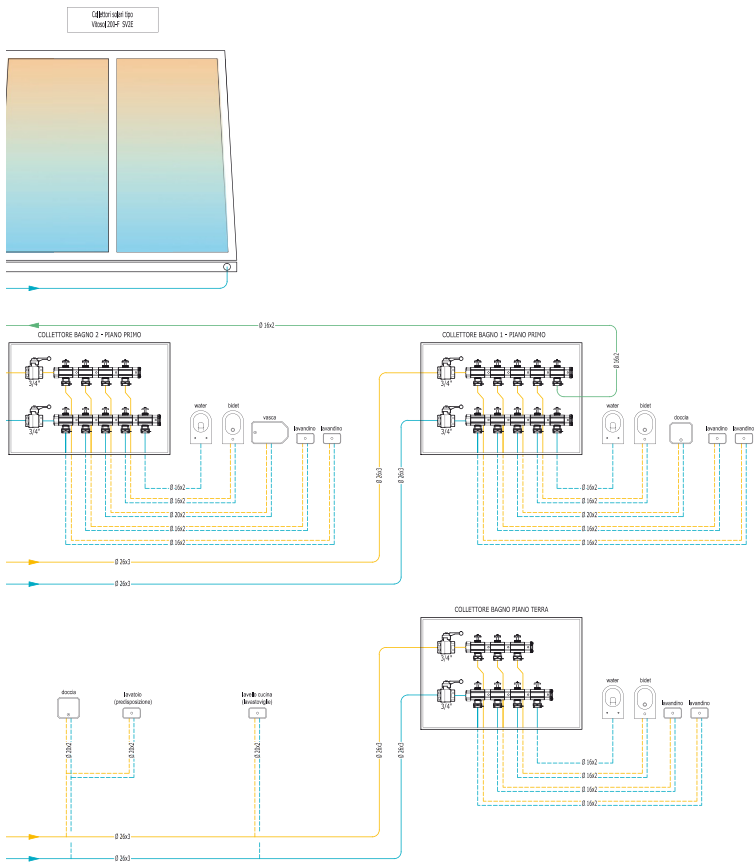 Collettori solari tipo
Vitosol 200-F SV2E
Ø 16x2
Ø 16x2
COLLETTORE BAGNO 2 - PIANO PRIMO
3/4"
3/4"
water
bidet
vasca
lavandino
lavandino
Ø 16x2
Ø 16x2
Ø 20x2
Ø 16x2
Ø 16x2
COLLETTORE BAGNO 1 - PIANO PRIMO
3/4"
3/4"
water
bidet
doccia
lavandino
lavandino
Ø 16x2
Ø 16x2
Ø 20x2
Ø 16x2
Ø 16x2
Ø 26x3
Ø 26x3
Ø 26x3
Ø 26x3
COLLETTORE BAGNO PIANO TERRA
3/4"
3/4"
water
bidet
lavandino
lavandino
Ø 16x2
Ø 16x2
Ø 16x2
Ø 16x2
doccia
Ø 20x2
lavatoio
(predisposizione)
Ø 20x2
lavello cucina
(lavastoviglie)
Ø 20x2
Ø 26x3
Ø 26x3
Ø 26x3
Ø 26x3